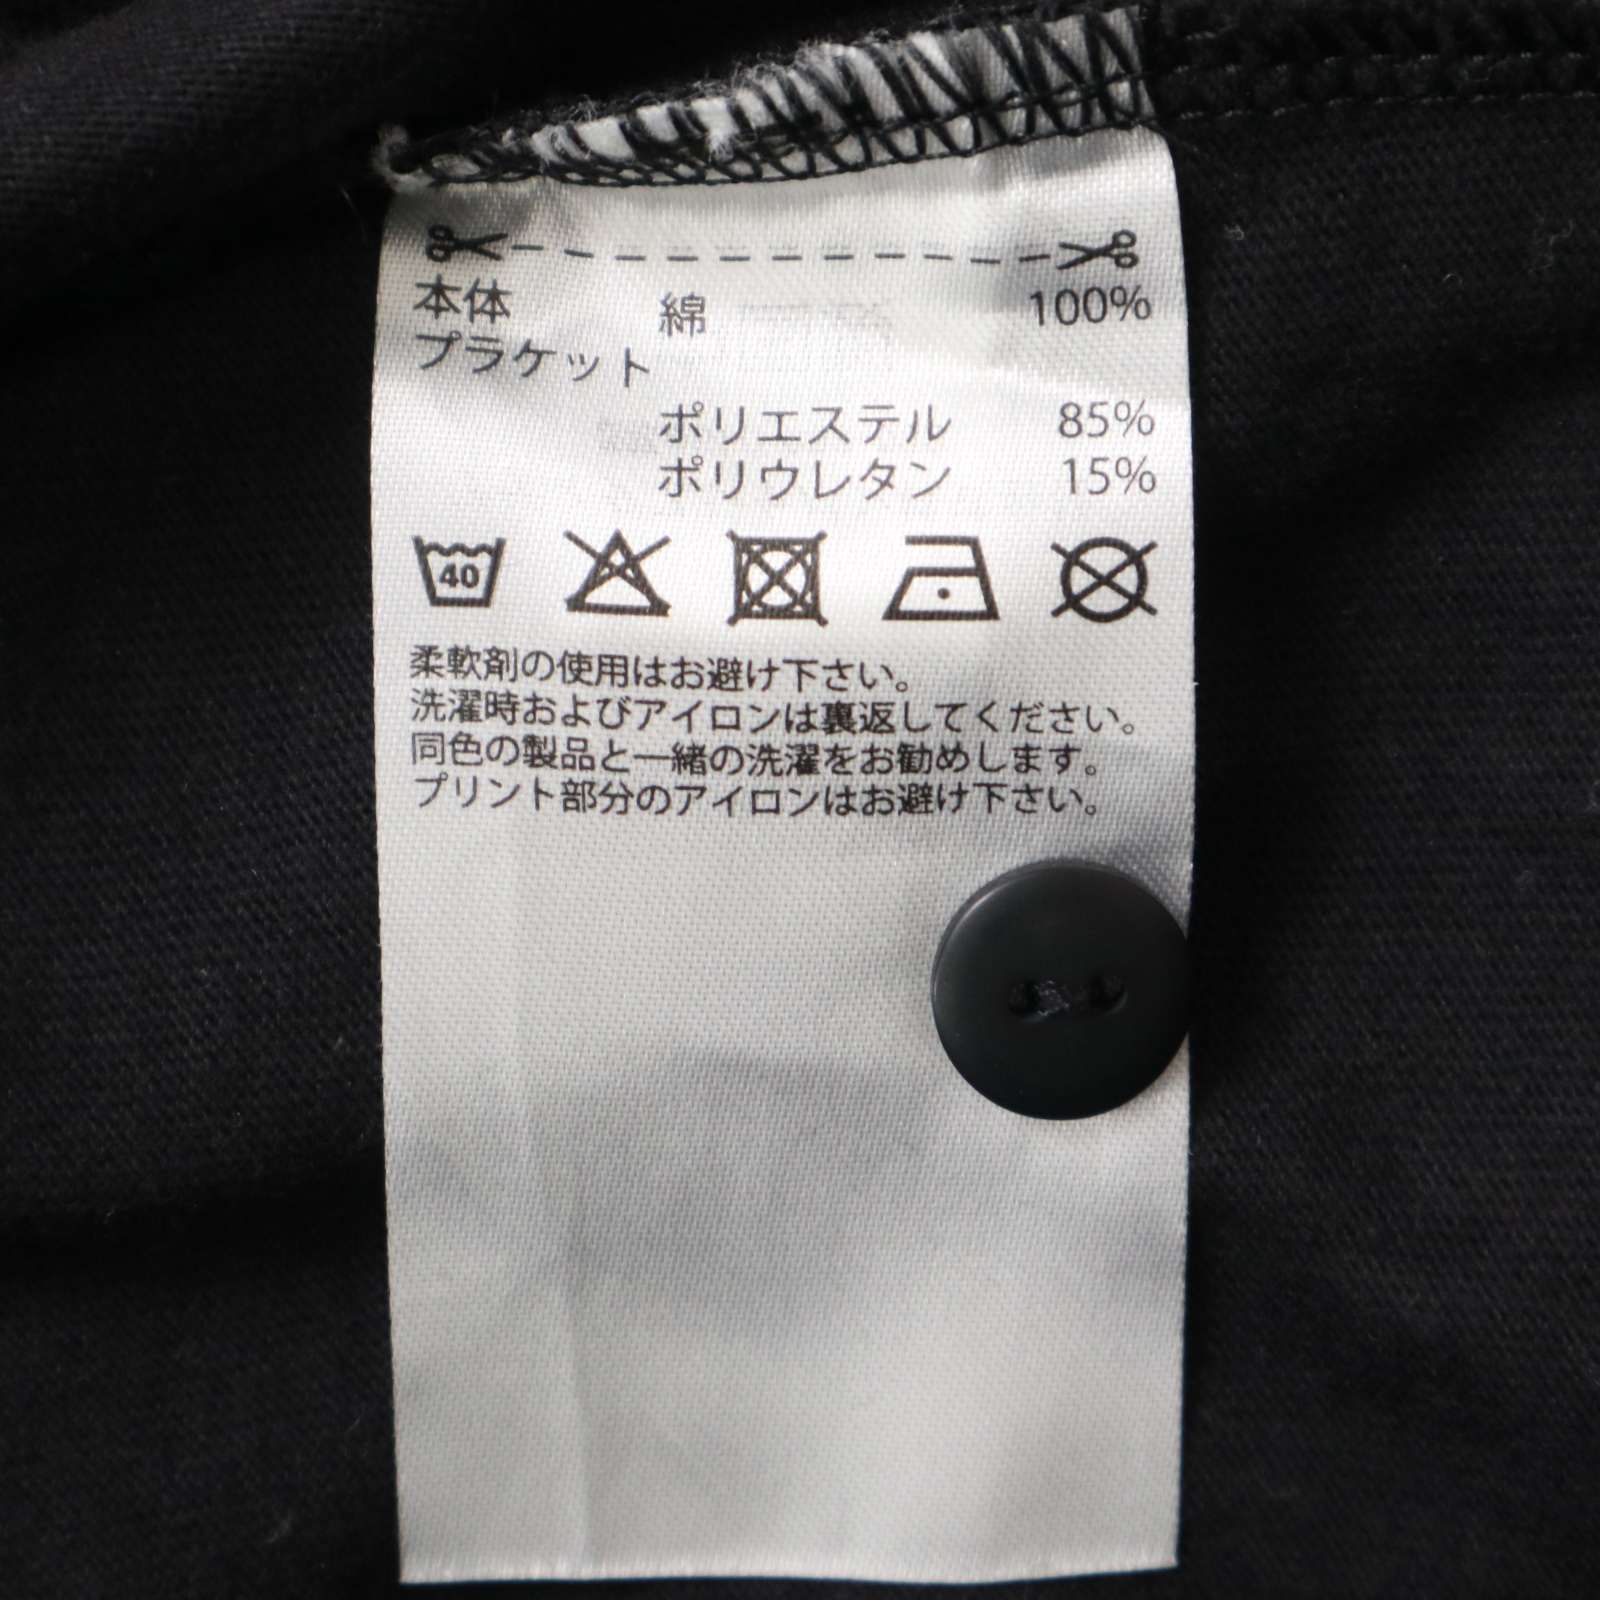 本体 綿 100%
プラケット
ポリエステル 85%
ポリウレタン 15%
40
柔軟剤の使用はお避け下さい。
洗濯時およびアイロンは裏返してください。
同色の製品と一緒の洗濯をお勧めします。
プリント部分のアイロンはお避け下さい。